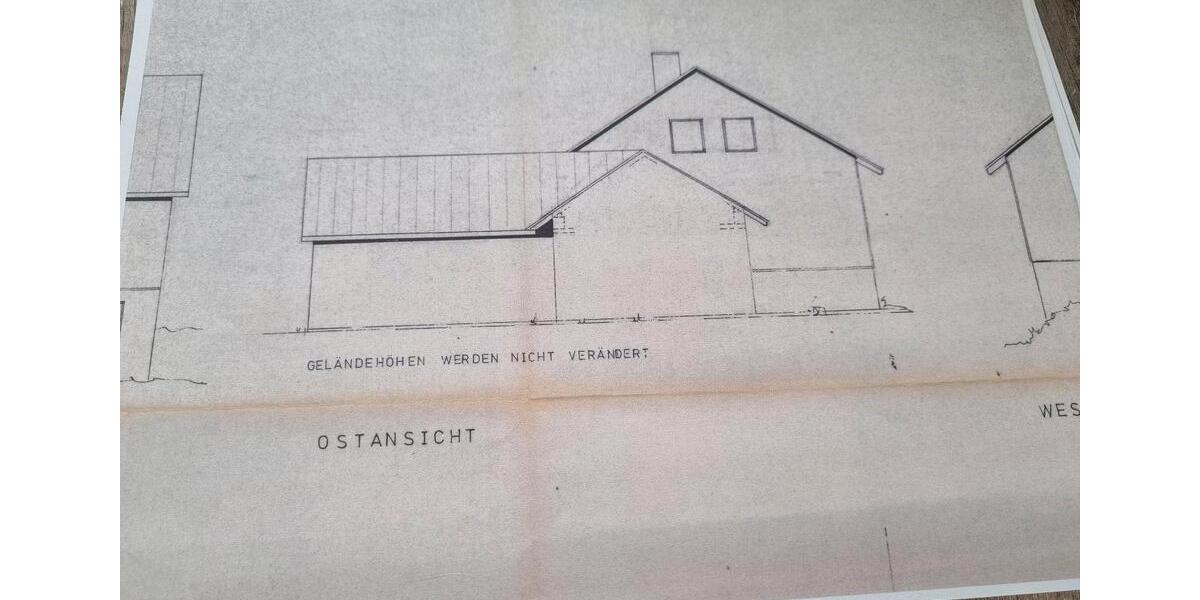 GELÄNDEHÖHEN WERDEN NICHT VERÄNDERT
OSTANSICHT
WES